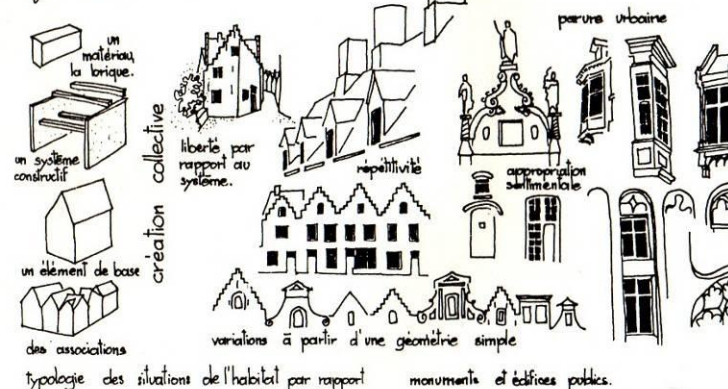 parure urbaine
un
matériau,
la brique.
un système
constructif
un élément de base
des associations
création collective
liberté par
rapport au
système.
répétitivité
appropriation
sentimentale
variations à partir d'une géométrie simple
typologie des situations de l'habitat par rapport
monuments et édifices publics.